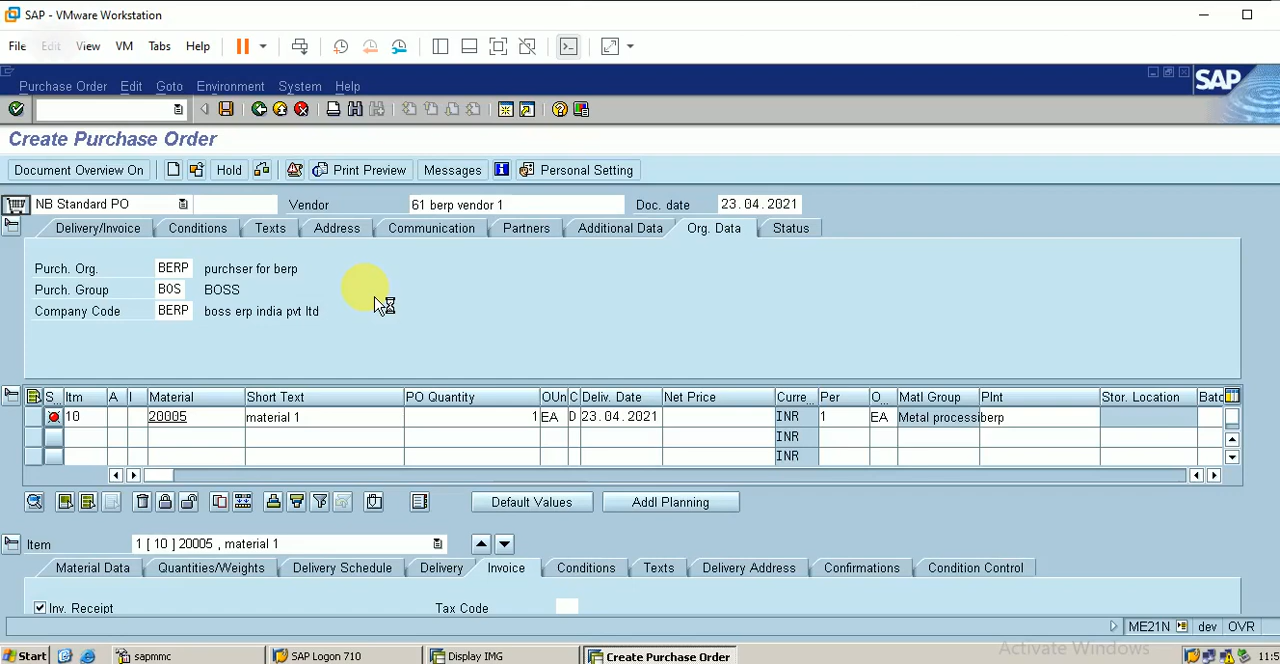 SAP - VMware Workstation
File Edit View VM Tabs Help
Purchase Order Edit Goto Environment System Help
SAP
Create Purchase Order
Document Overview On Hold Print Preview Messages Personal Setting
NB Standard PO Vendor 61 berp vendor 1 Doc. date 23.04.2021
Delivery/Invoice Conditions Texts Address Communication Partners Additional Data Org. Data Status
Purch. Org. BERP purchser for berp
Purch. Group BOS BOSS
Company Code BERP boss erp india pvt ltd
S... Itm A I Material Short Text PO Quantity OUn C Deliv. Date Net Price Curre... Per O... Matl Group Plnt Stor. Location Batc
10 20005 material 1 1 EA D 23.04.2021 INR 1 EA Metal processi berp
INR
INR
Default Values Addl Planning
Item 1 [ 10 ] 20005 , material 1
Material Data Quantities/Weights Delivery Schedule Delivery Invoice Conditions Texts Delivery Address Confirmations Condition Control
Inv. Receipt Tax Code
ME21N dev OVR
Activate Windows
Start sapmmc SAP Logon 710 Display IMG Create Purchase Order 11:5